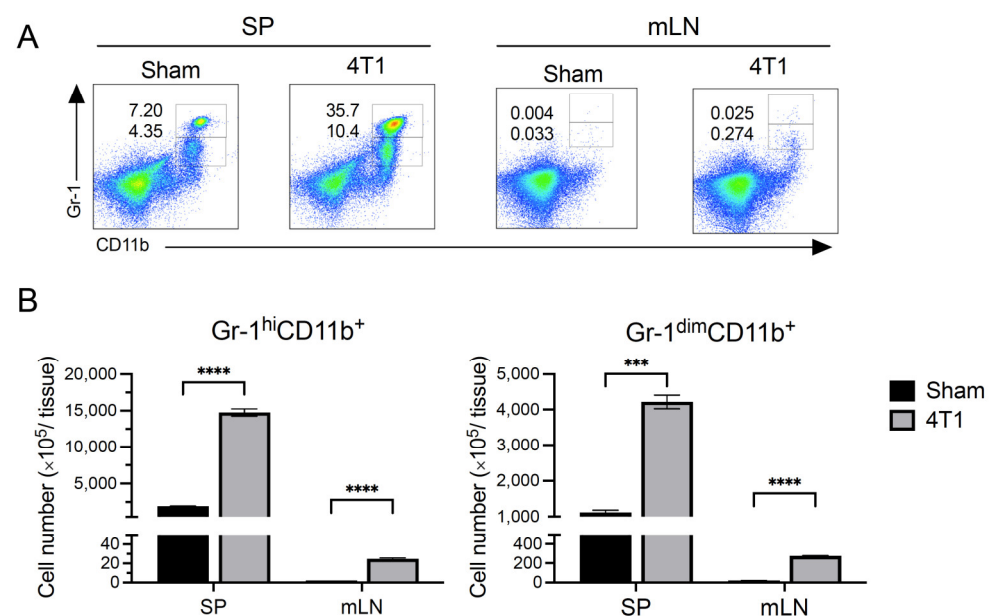 A
SP
mLN
Sham
4T1
Sham
4T1
7.20
4.35
35.7
10.4
0.004
0.033
0.025
0.274
Gr-1
CD11b
B
Gr-1hiCD11b+
Cell number (×10⁵/ tissue)
20,000
15,000
10,000
5,000
40
20
0
****
****
SP
mLN
Gr-1dimCD11b+
Cell number (×10⁵/ tissue)
5,000
4,000
3,000
2,000
1,000
400
200
0
***
****
SP
mLN
Sham
4T1